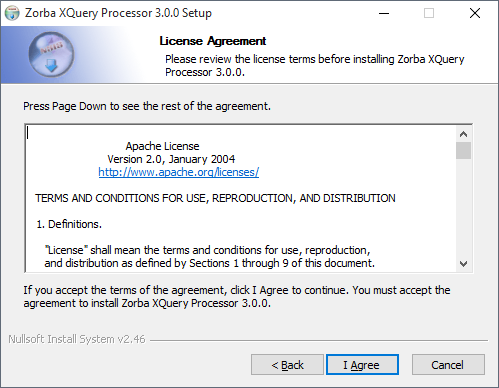 Zorba XQuery Processor 3.0.0 Setup
License Agreement
Please review the license terms before installing Zorba XQuery
Processor 3.0.0.
Press Page Down to see the rest of the agreement.
Apache License
Version 2.0, January 2004
http://www.apache.org/licenses/
TERMS AND CONDITIONS FOR USE, REPRODUCTION, AND DISTRIBUTION
1. Definitions.
"License" shall mean the terms and conditions for use, reproduction,
and distribution as defined by Sections 1 through 9 of this document.
If you accept the terms of the agreement, click I Agree to continue. You must accept the
agreement to install Zorba XQuery Processor 3.0.0.
Nullsoft Install System v2.46
< Back
I Agree
Cancel